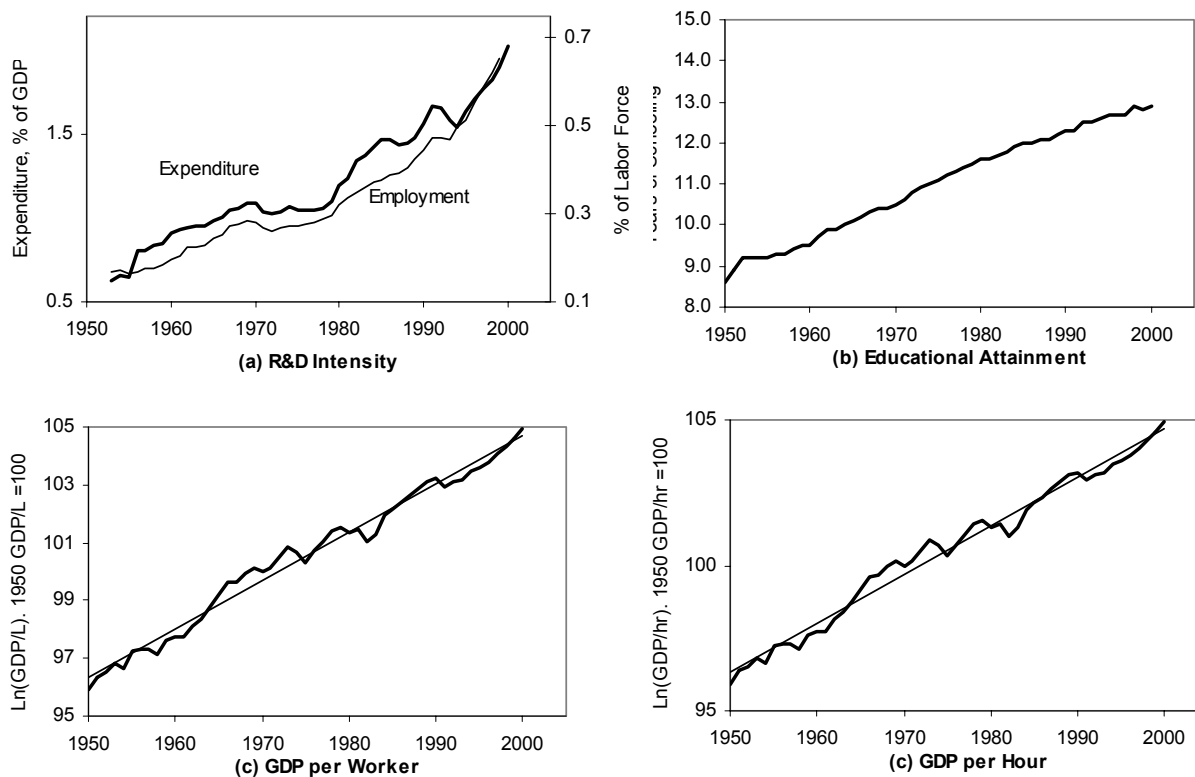 Expenditure, % of GDP
1.5
0.5
Expenditure
Employment
0.7
0.5
0.3
0.1
% of Labor Force
1950 1960 1970 1980 1990 2000
(a) R&D Intensity
15.0
14.0
13.0
12.0
11.0
10.0
9.0
8.0
1950 1960 1970 1980 1990 2000
(b) Educational Attainment
Ln(GDP/L). 1950 GDP/L =100
105
103
101
99
97
95
1950 1960 1970 1980 1990 2000
(c) GDP per Worker
Ln(GDP/hr). 1950 GDP/hr =100
105
100
95
1950 1960 1970 1980 1990 2000
(c) GDP per Hour